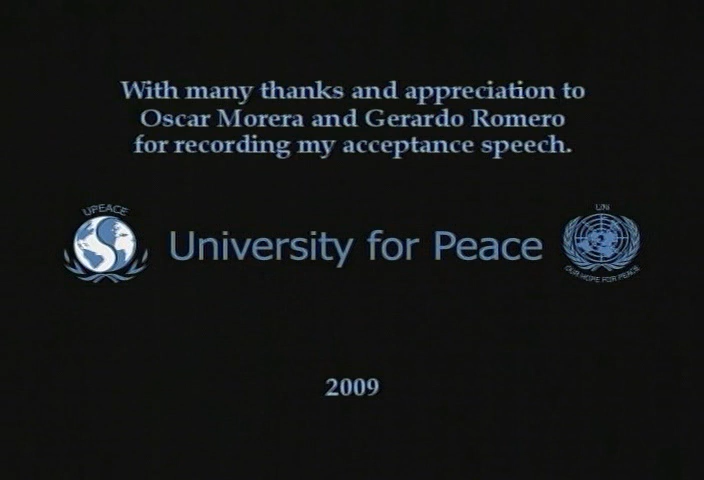 With many thanks and appreciation to
Oscar Morera and Gerardo Romero
for recording my acceptance speech.
UPEACE
University for Peace
UN
OUR HOPE FOR PEACE
2009